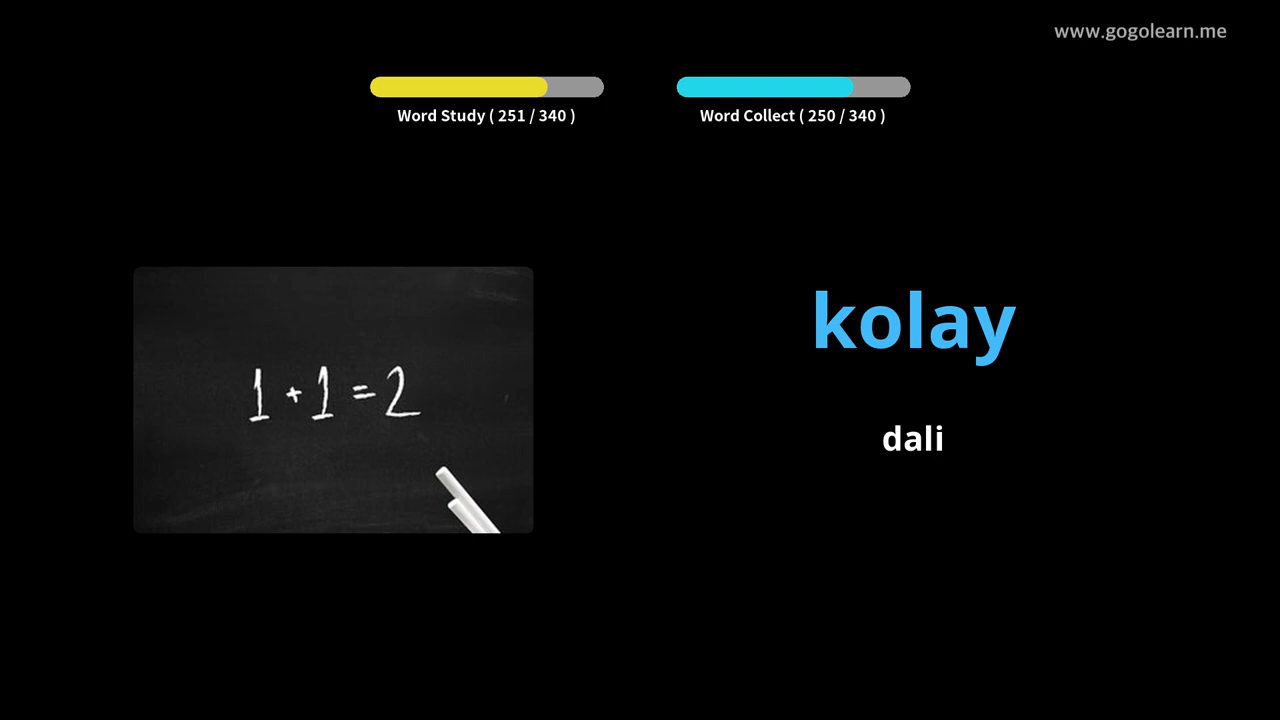 www.gogolearn.me
Word Study ( 251 / 340 )
Word Collect ( 250 / 340 )
1 + 1 = 2
kolay
dali